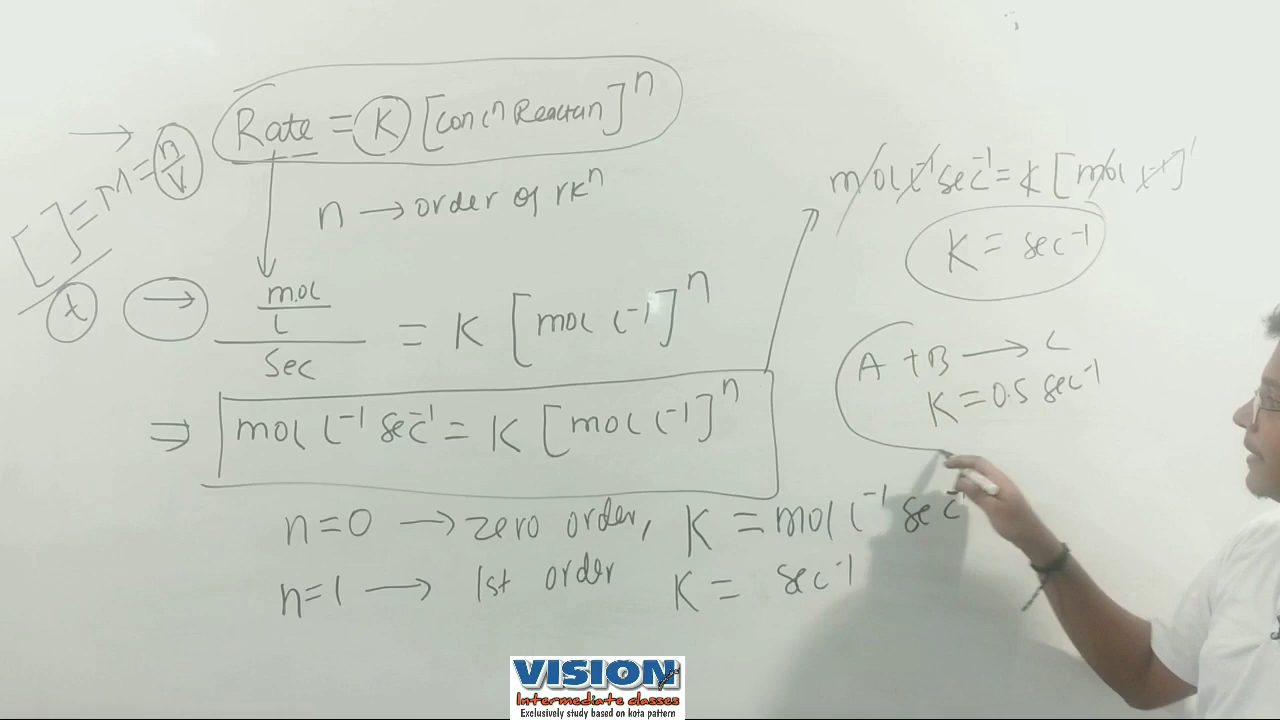 Rate = K [concⁿ Reactan]ⁿ
[ ] = M = n/V
t
n → order of rxⁿ
mol/L / Sec = K [mol L⁻¹]ⁿ
⇒ mol L⁻¹ sec⁻¹ = K [mol L⁻¹]ⁿ
n=0 → zero order, K = mol L⁻¹ sec⁻¹
n=1 → 1st order K = sec⁻¹
mol L⁻¹ sec⁻¹ = K [mol L⁻¹]¹
K = sec⁻¹
A + B → C
K = 0.5 sec⁻¹
VISION
Intermediate classes
Exclusively study based on kota pattern